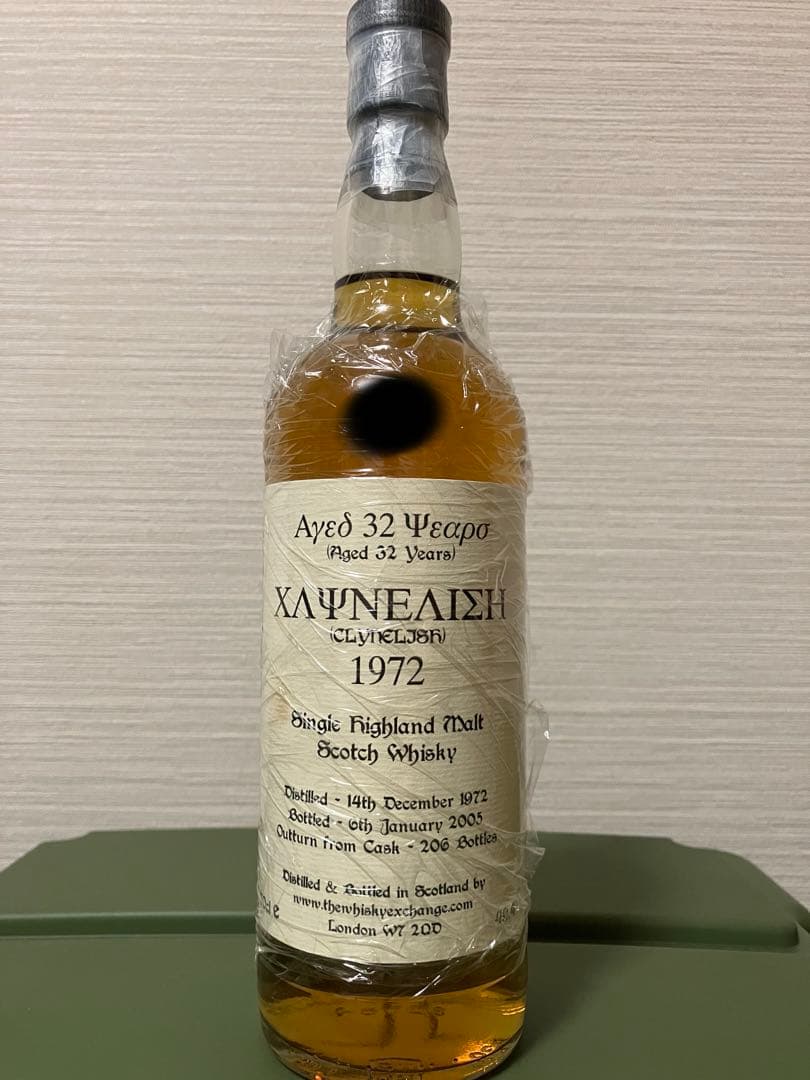 Αγεδ 32 Ψεαρσ
(Aged 32 Years)
ΧΛΨΝΕΛΙΣΗ
(CLYNELISH)
1972
Single Highland Malt
Scotch Whisky
Distilled - 14th December 1972
Bottled - 6th January 2005
Outturn from Cask - 206 Bottles
Distilled & Bottled in Scotland by
www.thewhiskyexchange.com
London W7 2QD